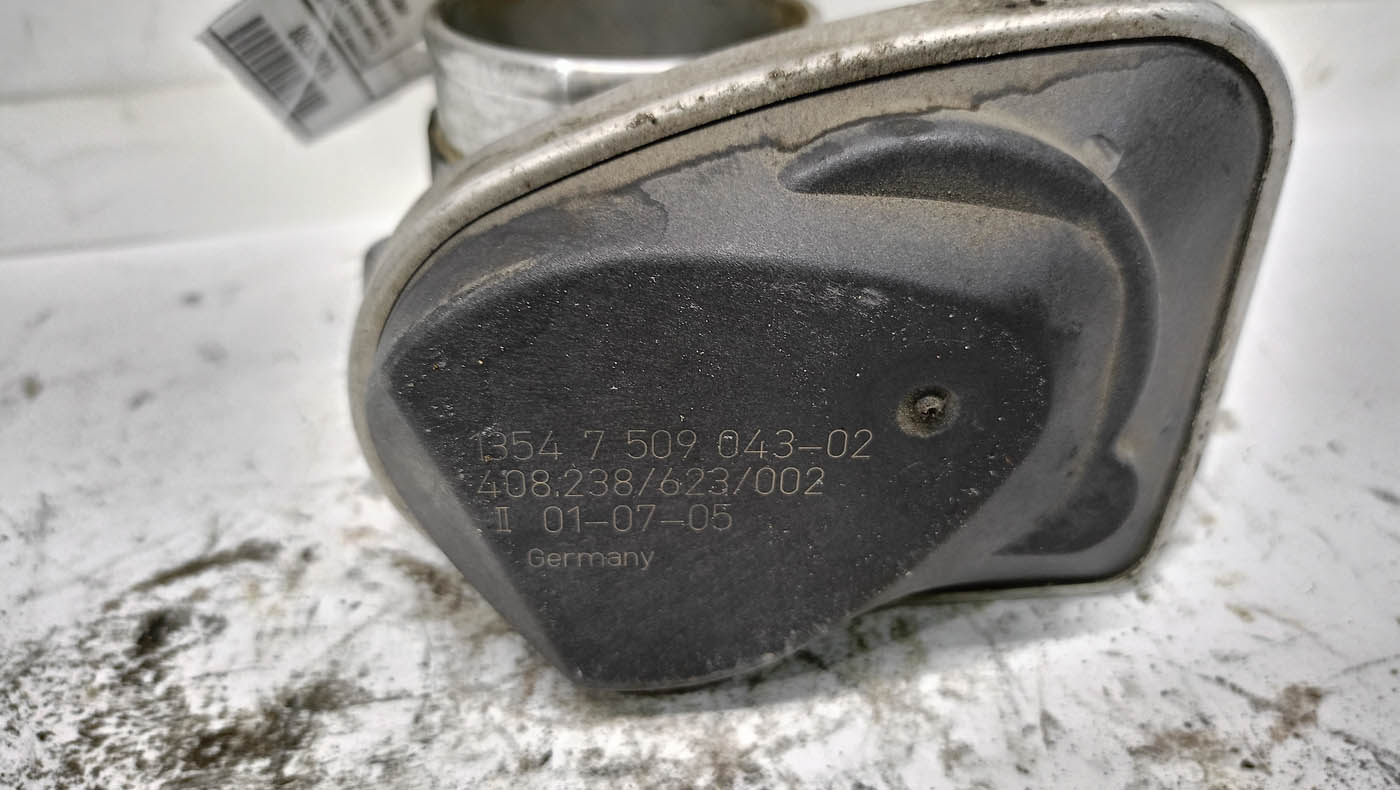 1354 7 509 043-02
408.238/623/002
II 01-07-05
Germany